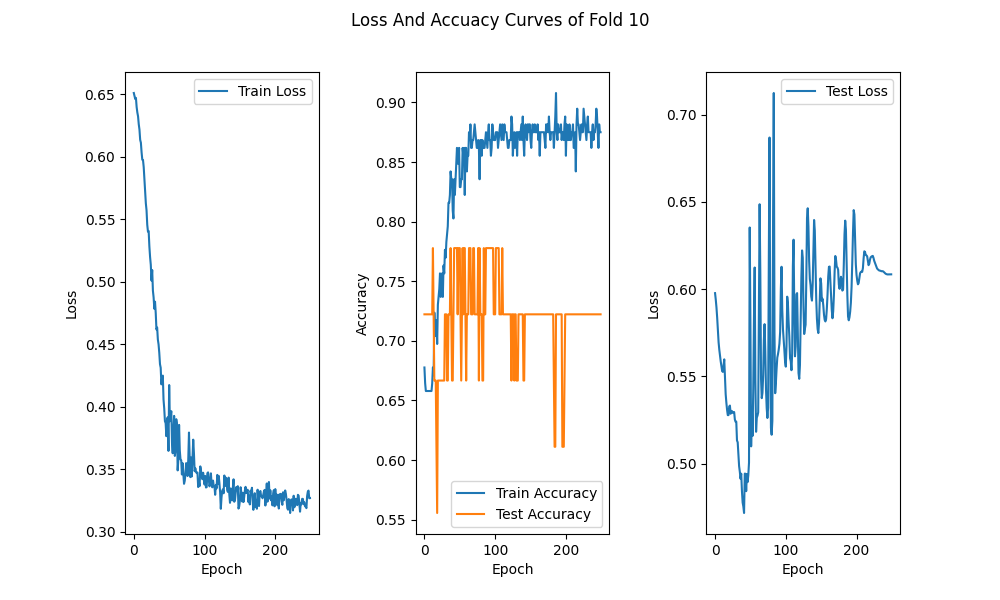 Loss And Accuacy Curves of Fold 10
Train Loss
0.65
0.60
0.55
0.50
0.45
0.40
0.35
0.30
Loss
0 100 200
Epoch
0.90
0.85
0.80
0.75
0.70
0.65
0.60
0.55
Accuracy
Train Accuracy
Test Accuracy
0 100 200
Epoch
Test Loss
0.70
0.65
0.60
0.55
0.50
Loss
0 100 200
Epoch